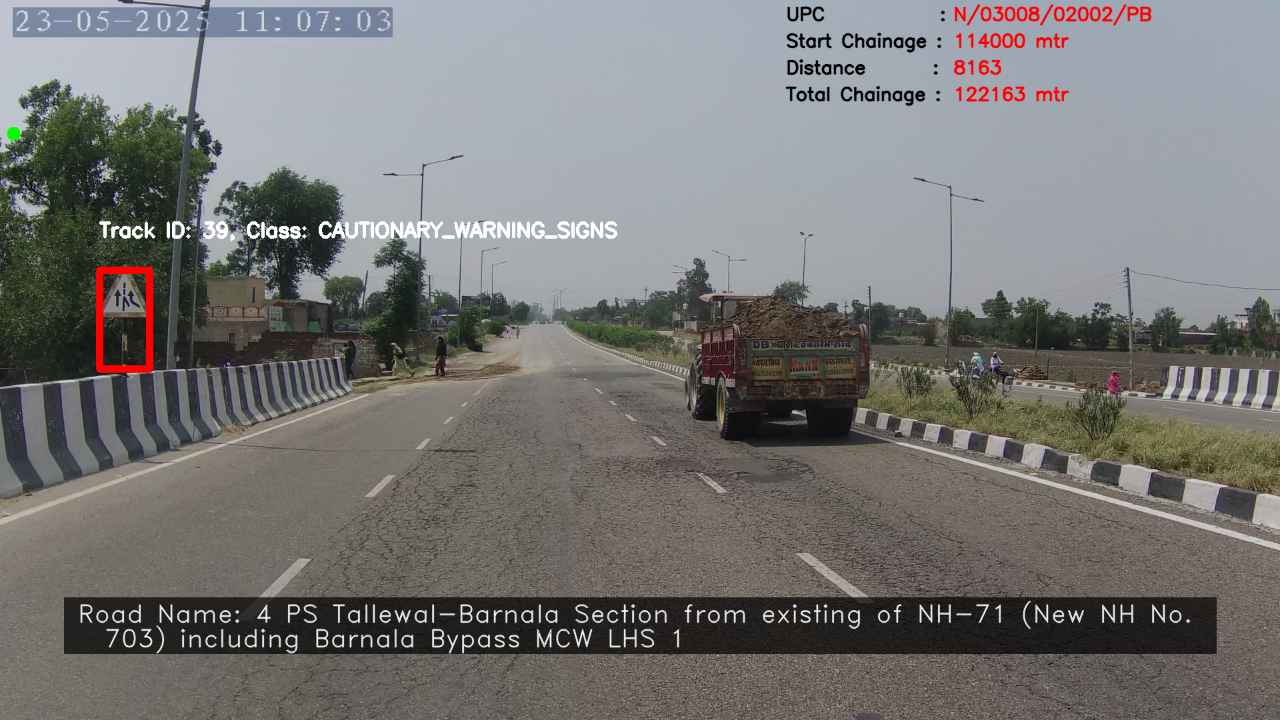 23-05-2025 11:07:03
UPC : N/03008/02002/PB
Start Chainage : 114000 mtr
Distance : 8163
Total Chainage : 122163 mtr
Track ID: 39, Class: CAUTIONARY_WARNING_SIGNS
Road Name: 4 PS Tallewal-Barnala Section from existing of NH-71 (New NH No.
703) including Barnala Bypass MCW LHS 1